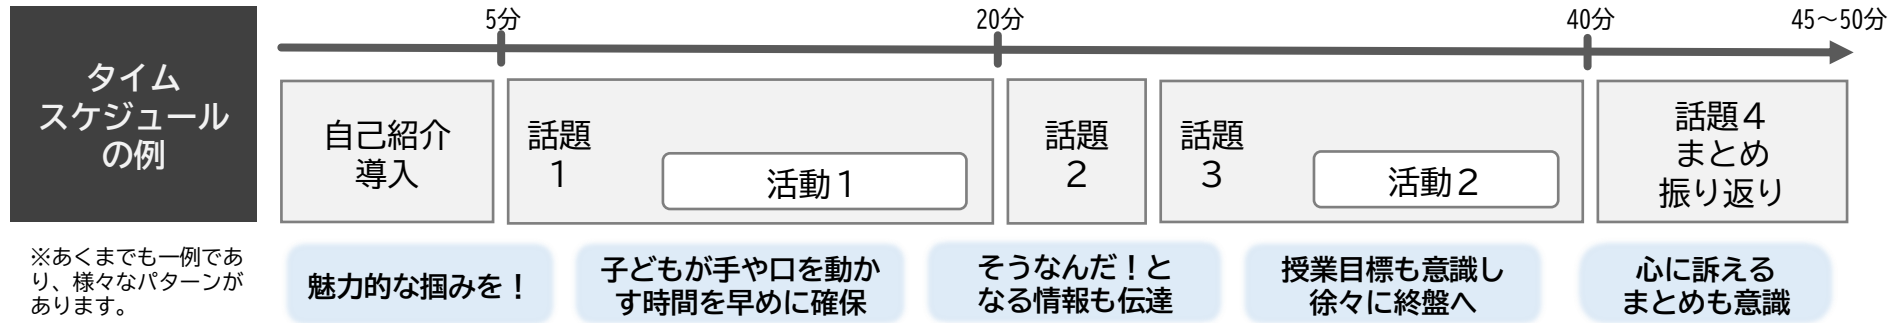 タイム
スケジュール
の例
※あくまでも一例であ
り、様々なパターンが
あります。
5分
20分
40分
45～50分
自己紹介
導入
話題
1
活動1
話題
2
話題
3
活動2
話題4
まとめ
振り返り
魅力的な掴みを！
子どもが手や口を動か
す時間を早めに確保
そうなんだ！と
なる情報も伝達
授業目標も意識し
徐々に終盤へ
心に訴える
まとめも意識